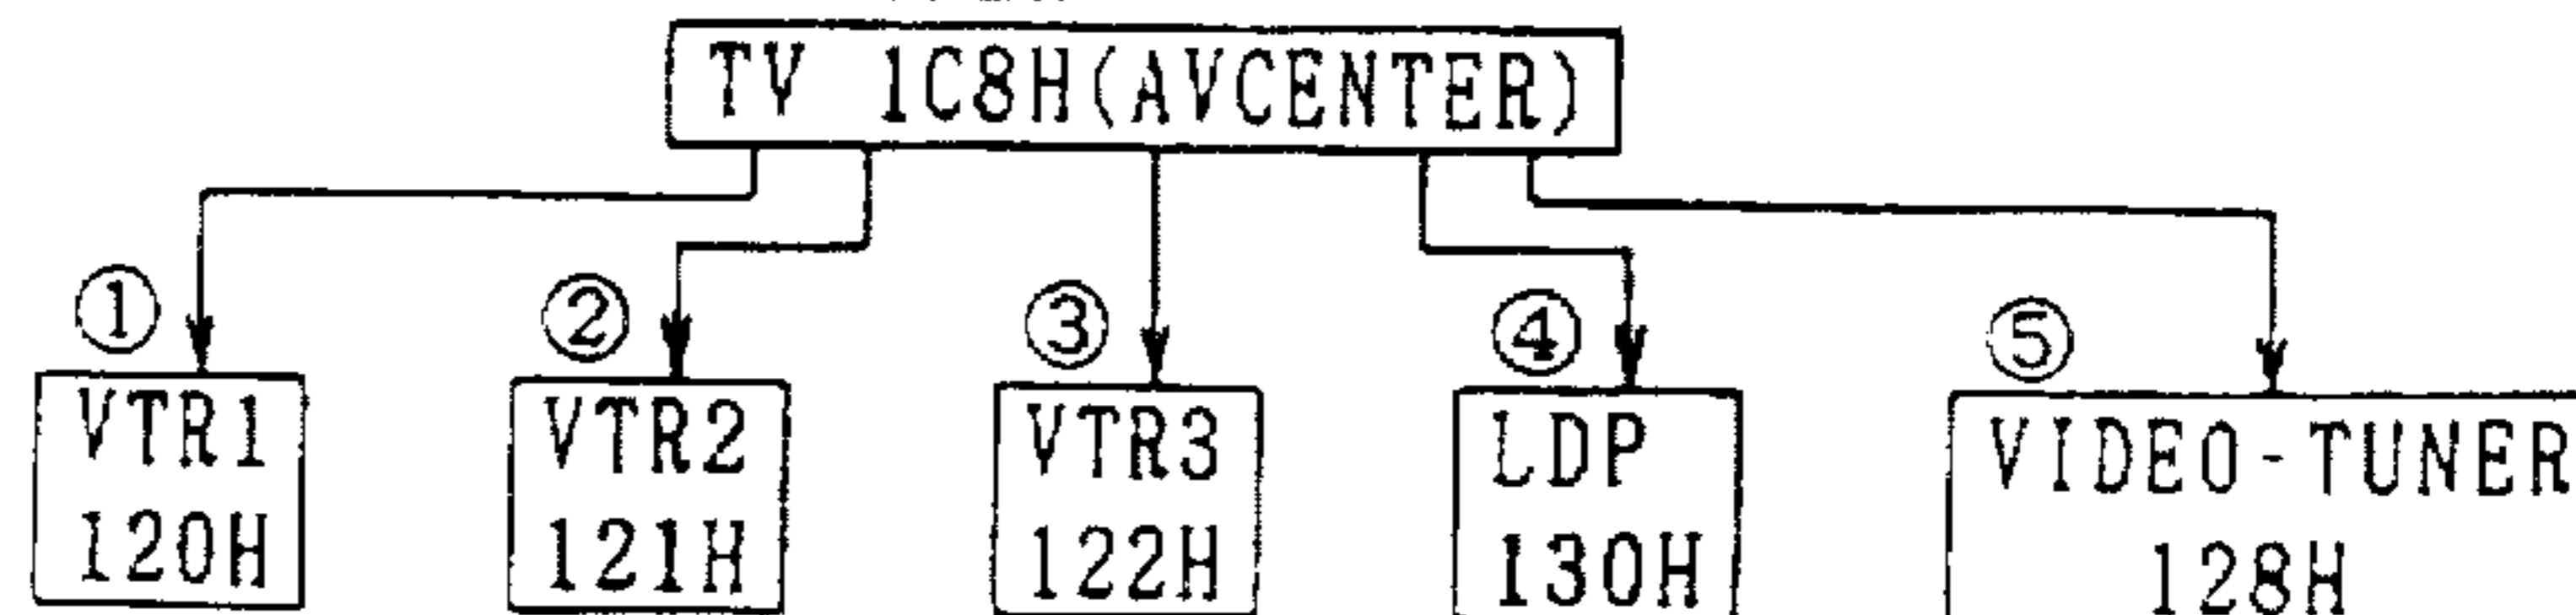 TV 1C8H(AVCENTER)
① ② ③ ④ ⑤
VTR1 VTR2 VTR3 LDP VIDEO-TUNER
120H 121H 122H 130H 128H